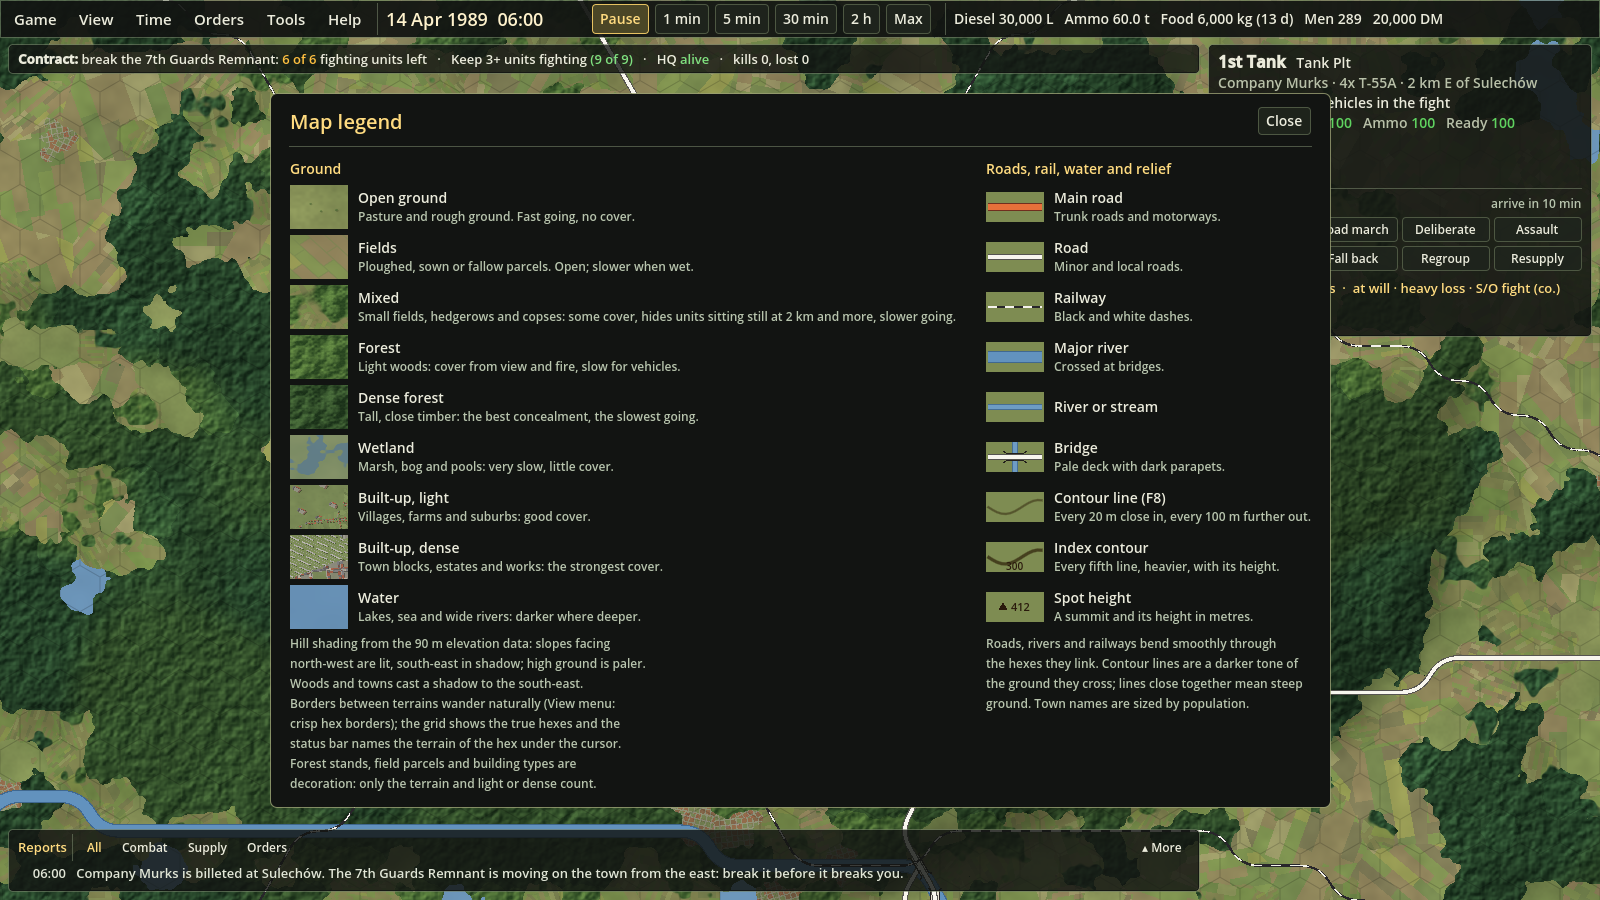 Game View Time Orders Tools Help 14 Apr 1989 06:00 Pause 1 min 5 min 30 min 2 h Max Diesel 30,000 L Ammo 60.0 t Food 6,000 kg (13 d) Men 289 20,000 DM
Contract: break the 7th Guards Remnant: 6 of 6 fighting units left · Keep 3+ units fighting (9 of 9) · HQ alive · kills 0, lost 0
1st Tank Tank Plt
Company Murks · 4x T-55A · 2 km E of Sulechów
ehicles in the fight
100 Ammo 100 Ready 100
arrive in 10 min
oad march Deliberate Assault
Fall back Regroup Resupply
s · at will · heavy loss · S/O fight (co.)
Map legend Close
Ground
Open ground
Pasture and rough ground. Fast going, no cover.
Fields
Ploughed, sown or fallow parcels. Open; slower when wet.
Mixed
Small fields, hedgerows and copses: some cover, hides units sitting still at 2 km and more, slower going.
Forest
Light woods: cover from view and fire, slow for vehicles.
Dense forest
Tall, close timber: the best concealment, the slowest going.
Wetland
Marsh, bog and pools: very slow, little cover.
Built-up, light
Villages, farms and suburbs: good cover.
Built-up, dense
Town blocks, estates and works: the strongest cover.
Water
Lakes, sea and wide rivers: darker where deeper.
Hill shading from the 90 m elevation data: slopes facing
north-west are lit, south-east in shadow; high ground is paler.
Woods and towns cast a shadow to the south-east.
Borders between terrains wander naturally (View menu:
crisp hex borders); the grid shows the true hexes and the
status bar names the terrain of the hex under the cursor.
Forest stands, field parcels and building types are
decoration: only the terrain and light or dense count.
Roads, rail, water and relief
Main road
Trunk roads and motorways.
Road
Minor and local roads.
Railway
Black and white dashes.
Major river
Crossed at bridges.
River or stream
Bridge
Pale deck with dark parapets.
Contour line (F8)
Every 20 m close in, every 100 m further out.
300
Index contour
Every fifth line, heavier, with its height.
▲ 412
Spot height
A summit and its height in metres.
Roads, rivers and railways bend smoothly through
the hexes they link. Contour lines are a darker tone of
the ground they cross; lines close together mean steep
ground. Town names are sized by population.
Reports All Combat Supply Orders ▴ More
06:00 Company Murks is billeted at Sulechów. The 7th Guards Remnant is moving on the town from the east: break it before it breaks you.